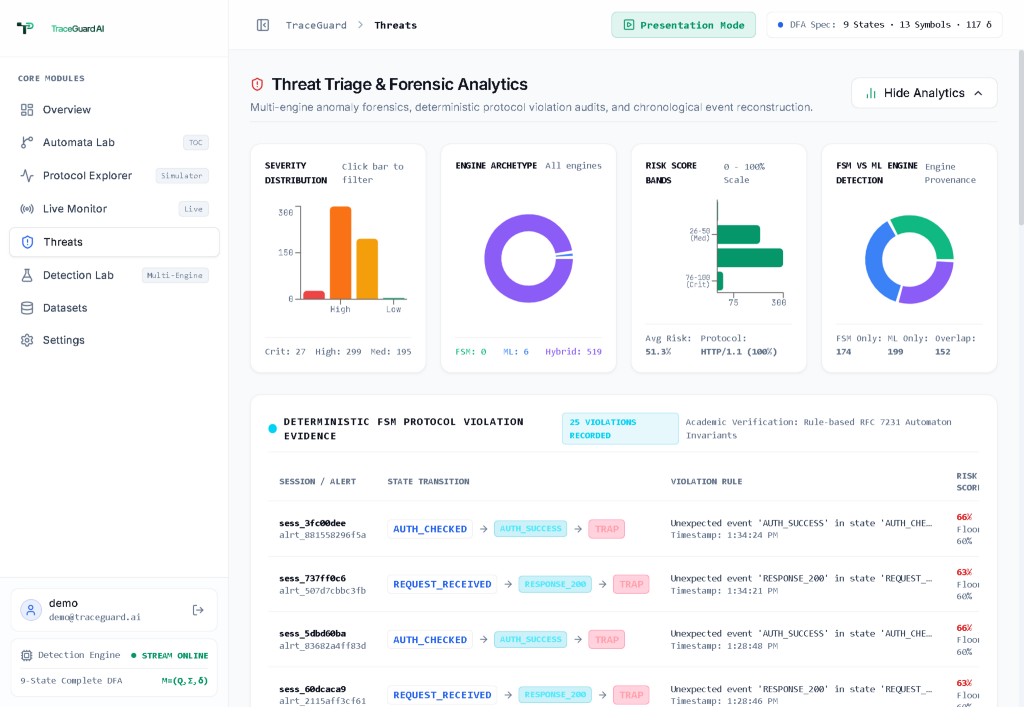 TraceGuard AI
TraceGuard > Threats
Presentation Mode
DFA Spec: 9 States · 13 Symbols · 117 δ
CORE MODULES
Overview
Automata Lab TOC
Protocol Explorer Simulator
Live Monitor Live
Threats
Detection Lab Multi-Engine
Datasets
Settings
demo
demo@traceguard.ai
Detection Engine STREAM ONLINE
9-State Complete DFA M=(Q,Σ,δ)
Threat Triage & Forensic Analytics
Multi-engine anomaly forensics, deterministic protocol violation audits, and chronological event reconstruction.
Hide Analytics
SEVERITY DISTRIBUTION
Click bar to filter
300
150
0
High Low
Crit: 27 High: 299 Med: 195
ENGINE ARCHETYPE All engines
FSM: 0 ML: 6 Hybrid: 519
RISK SCORE BANDS
0 - 100% Scale
26-50 (Med)
76-100 (Crit)
75 300
Avg Risk: 51.3%
Protocol: HTTP/1.1 (100%)
FSM VS ML ENGINE DETECTION
Engine Provenance
FSM Only: 174
ML Only: 199
Overlap: 152
DETERMINISTIC FSM PROTOCOL VIOLATION EVIDENCE
25 VIOLATIONS RECORDED
Academic Verification: Rule-based RFC 7231 Automaton Invariants
SESSION / ALERT STATE TRANSITION VIOLATION RULE RISK SCORE
sess_3fc00dee
alrt_881558296f5a
AUTH_CHECKED → AUTH_SUCCESS → TRAP
Unexpected event 'AUTH_SUCCESS' in state 'AUTH_CHE…
Timestamp: 1:34:24 PM
66%
Floor
60%
sess_737ff0c6
alrt_507d7cbbc3fb
REQUEST_RECEIVED → RESPONSE_200 → TRAP
Unexpected event 'RESPONSE_200' in state 'REQUEST_…
Timestamp: 1:34:21 PM
63%
Floor
60%
sess_5dbd60ba
alrt_83682a4ff83d
AUTH_CHECKED → AUTH_SUCCESS → TRAP
Unexpected event 'AUTH_SUCCESS' in state 'AUTH_CHE…
Timestamp: 1:28:48 PM
66%
Floor
60%
sess_60dcaca9
alrt_2115aff3cf61
REQUEST_RECEIVED → RESPONSE_200 → TRAP
Unexpected event 'RESPONSE_200' in state 'REQUEST_…
Timestamp: 1:28:46 PM
63%
Floor
60%